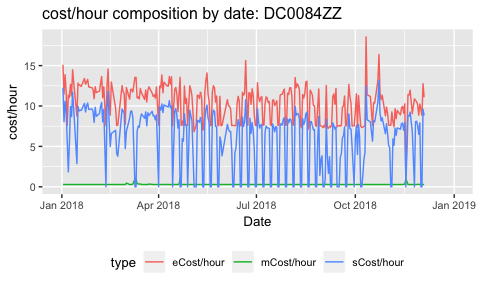 cost/hour composition by date: DC0084ZZ
cost/hour
15
10
5
0
Jan 2018 Apr 2018 Jul 2018 Oct 2018 Jan 2019
Date
type eCost/hour mCost/hour sCost/hour